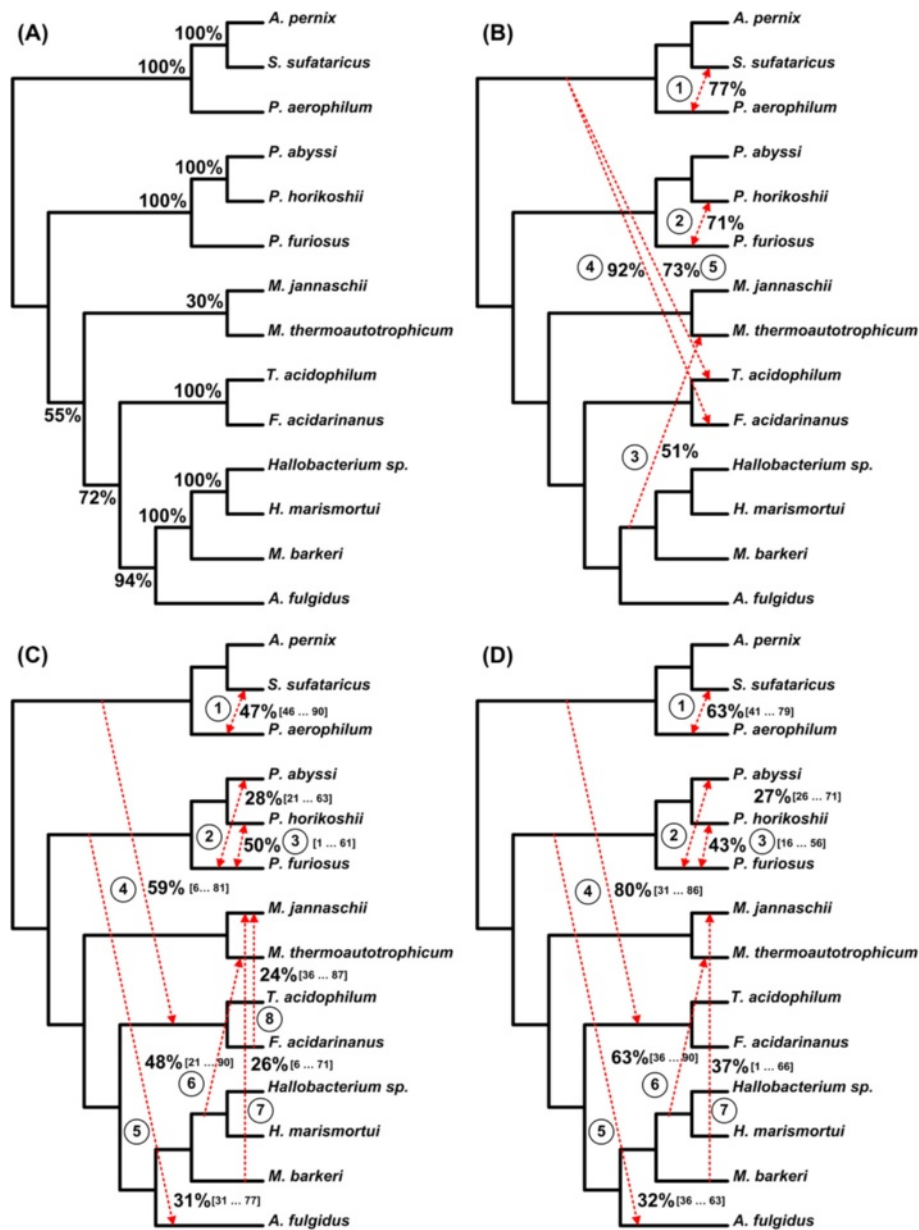 (A)
A. pernix
100%
S. sufataricus
100%
P. aerophilum
P. abyssi
100%
P. horikoshii
100%
P. furiosus
M. jannaschii
30%
M. thermoautotrophicum
T. acidophilum
100%
F. acidarinanus
55%
Hallobacterium sp.
100%
72%
H. marismortui
100%
M. barkeri
94%
A. fulgidus
(B)
A. pernix
S. sufataricus
1 77%
P. aerophilum
P. abyssi
P. horikoshii
2 71%
P. furiosus
4 92% 73% 5
M. jannaschii
M. thermoautotrophicum
T. acidophilum
F. acidarinanus
3 51%
Hallobacterium sp.
H. marismortui
M. barkeri
A. fulgidus
(C)
A. pernix
S. sufataricus
1 47% [46 ... 90]
P. aerophilum
P. abyssi
28% [21 ... 63]
P. horikoshii
2 50% 3 [1 ... 61]
P. furiosus
4 59% [6... 81]
M. jannaschii
M. thermoautotrophicum
24% [36 ... 87]
T. acidophilum
8
F. acidarinanus
48% [21 ... 90] 26% [6 ... 71]
6
Hallobacterium sp.
7
5
H. marismortui
M. barkeri
31% [31 ... 77]
A. fulgidus
(D)
A. pernix
S. sufataricus
1 63% [41 ... 79]
P. aerophilum
P. abyssi
27% [26 ... 71]
P. horikoshii
2 43% 3 [16 ... 56]
P. furiosus
4 80% [31 ... 86]
M. jannaschii
M. thermoautotrophicum
T. acidophilum
F. acidarinanus
63% [36 ... 90] 37% [1 ... 66]
6
Hallobacterium sp.
7
5
H. marismortui
M. barkeri
32% [36 ... 63]
A. fulgidus